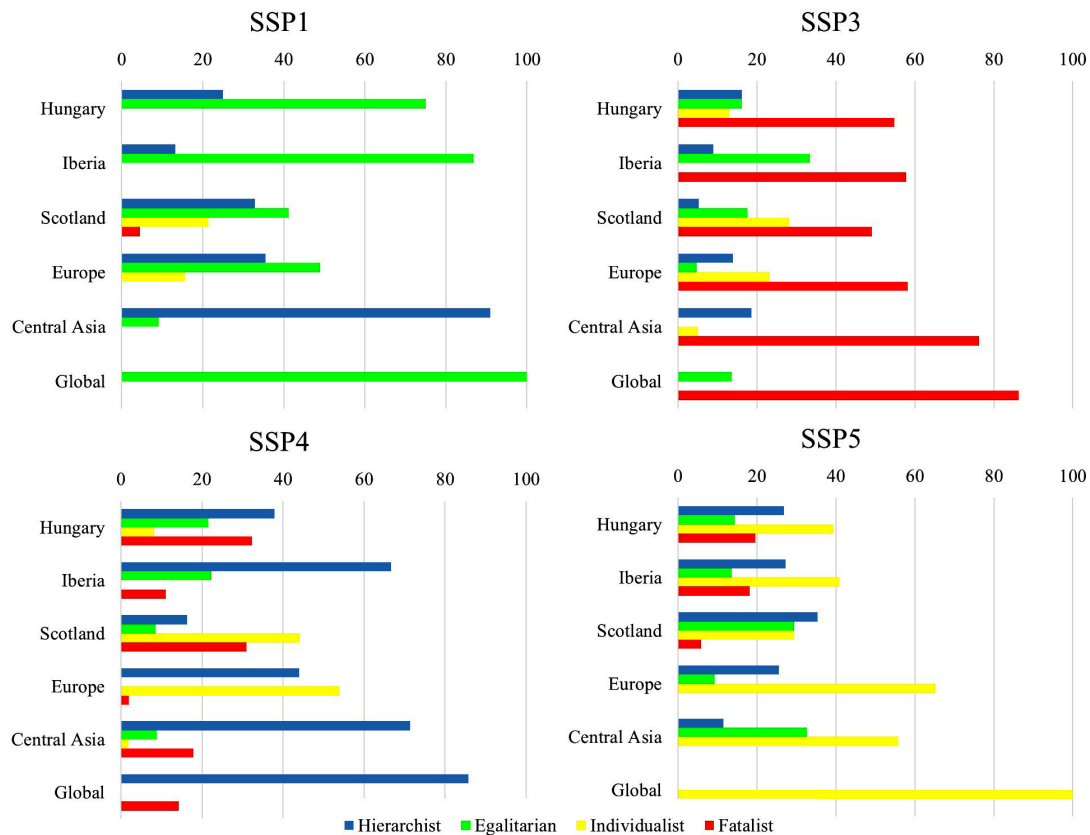 SSP1
0 20 40 60 80 100
Hungary
Iberia
Scotland
Europe
Central Asia
Global
SSP3
0 20 40 60 80 100
Hungary
Iberia
Scotland
Europe
Central Asia
Global
SSP4
0 20 40 60 80 100
Hungary
Iberia
Scotland
Europe
Central Asia
Global
SSP5
0 20 40 60 80 100
Hungary
Iberia
Scotland
Europe
Central Asia
Global
Hierarchist Egalitarian Individualist Fatalist